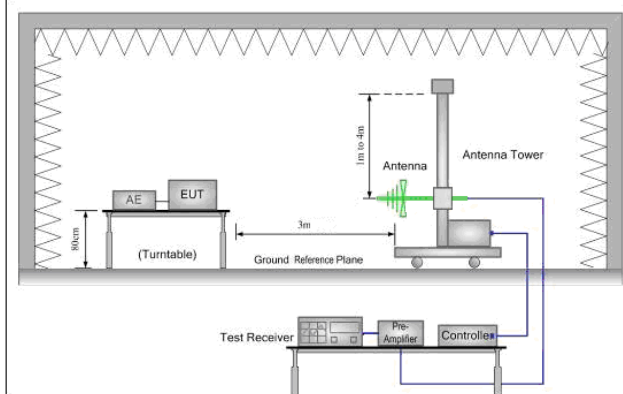 1m to 4m
Antenna
Antenna Tower
AE
EUT
80cm
(Turntable)
3m
Ground Reference Plane
Test Receiver
Pre-
Amplifier
Controller